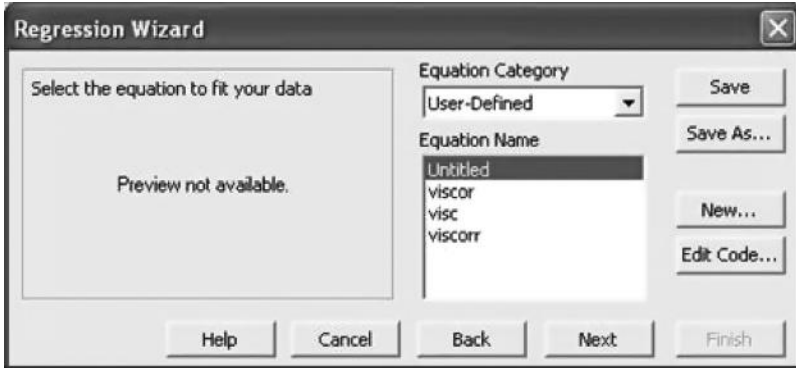 Regression Wizard
Select the equation to fit your data
Preview not available.
Equation Category
User-Defined
Equation Name
Untitled
viscor
visc
viscorr
Save
Save As...
New...
Edit Code...
Help
Cancel
Back
Next
Finish